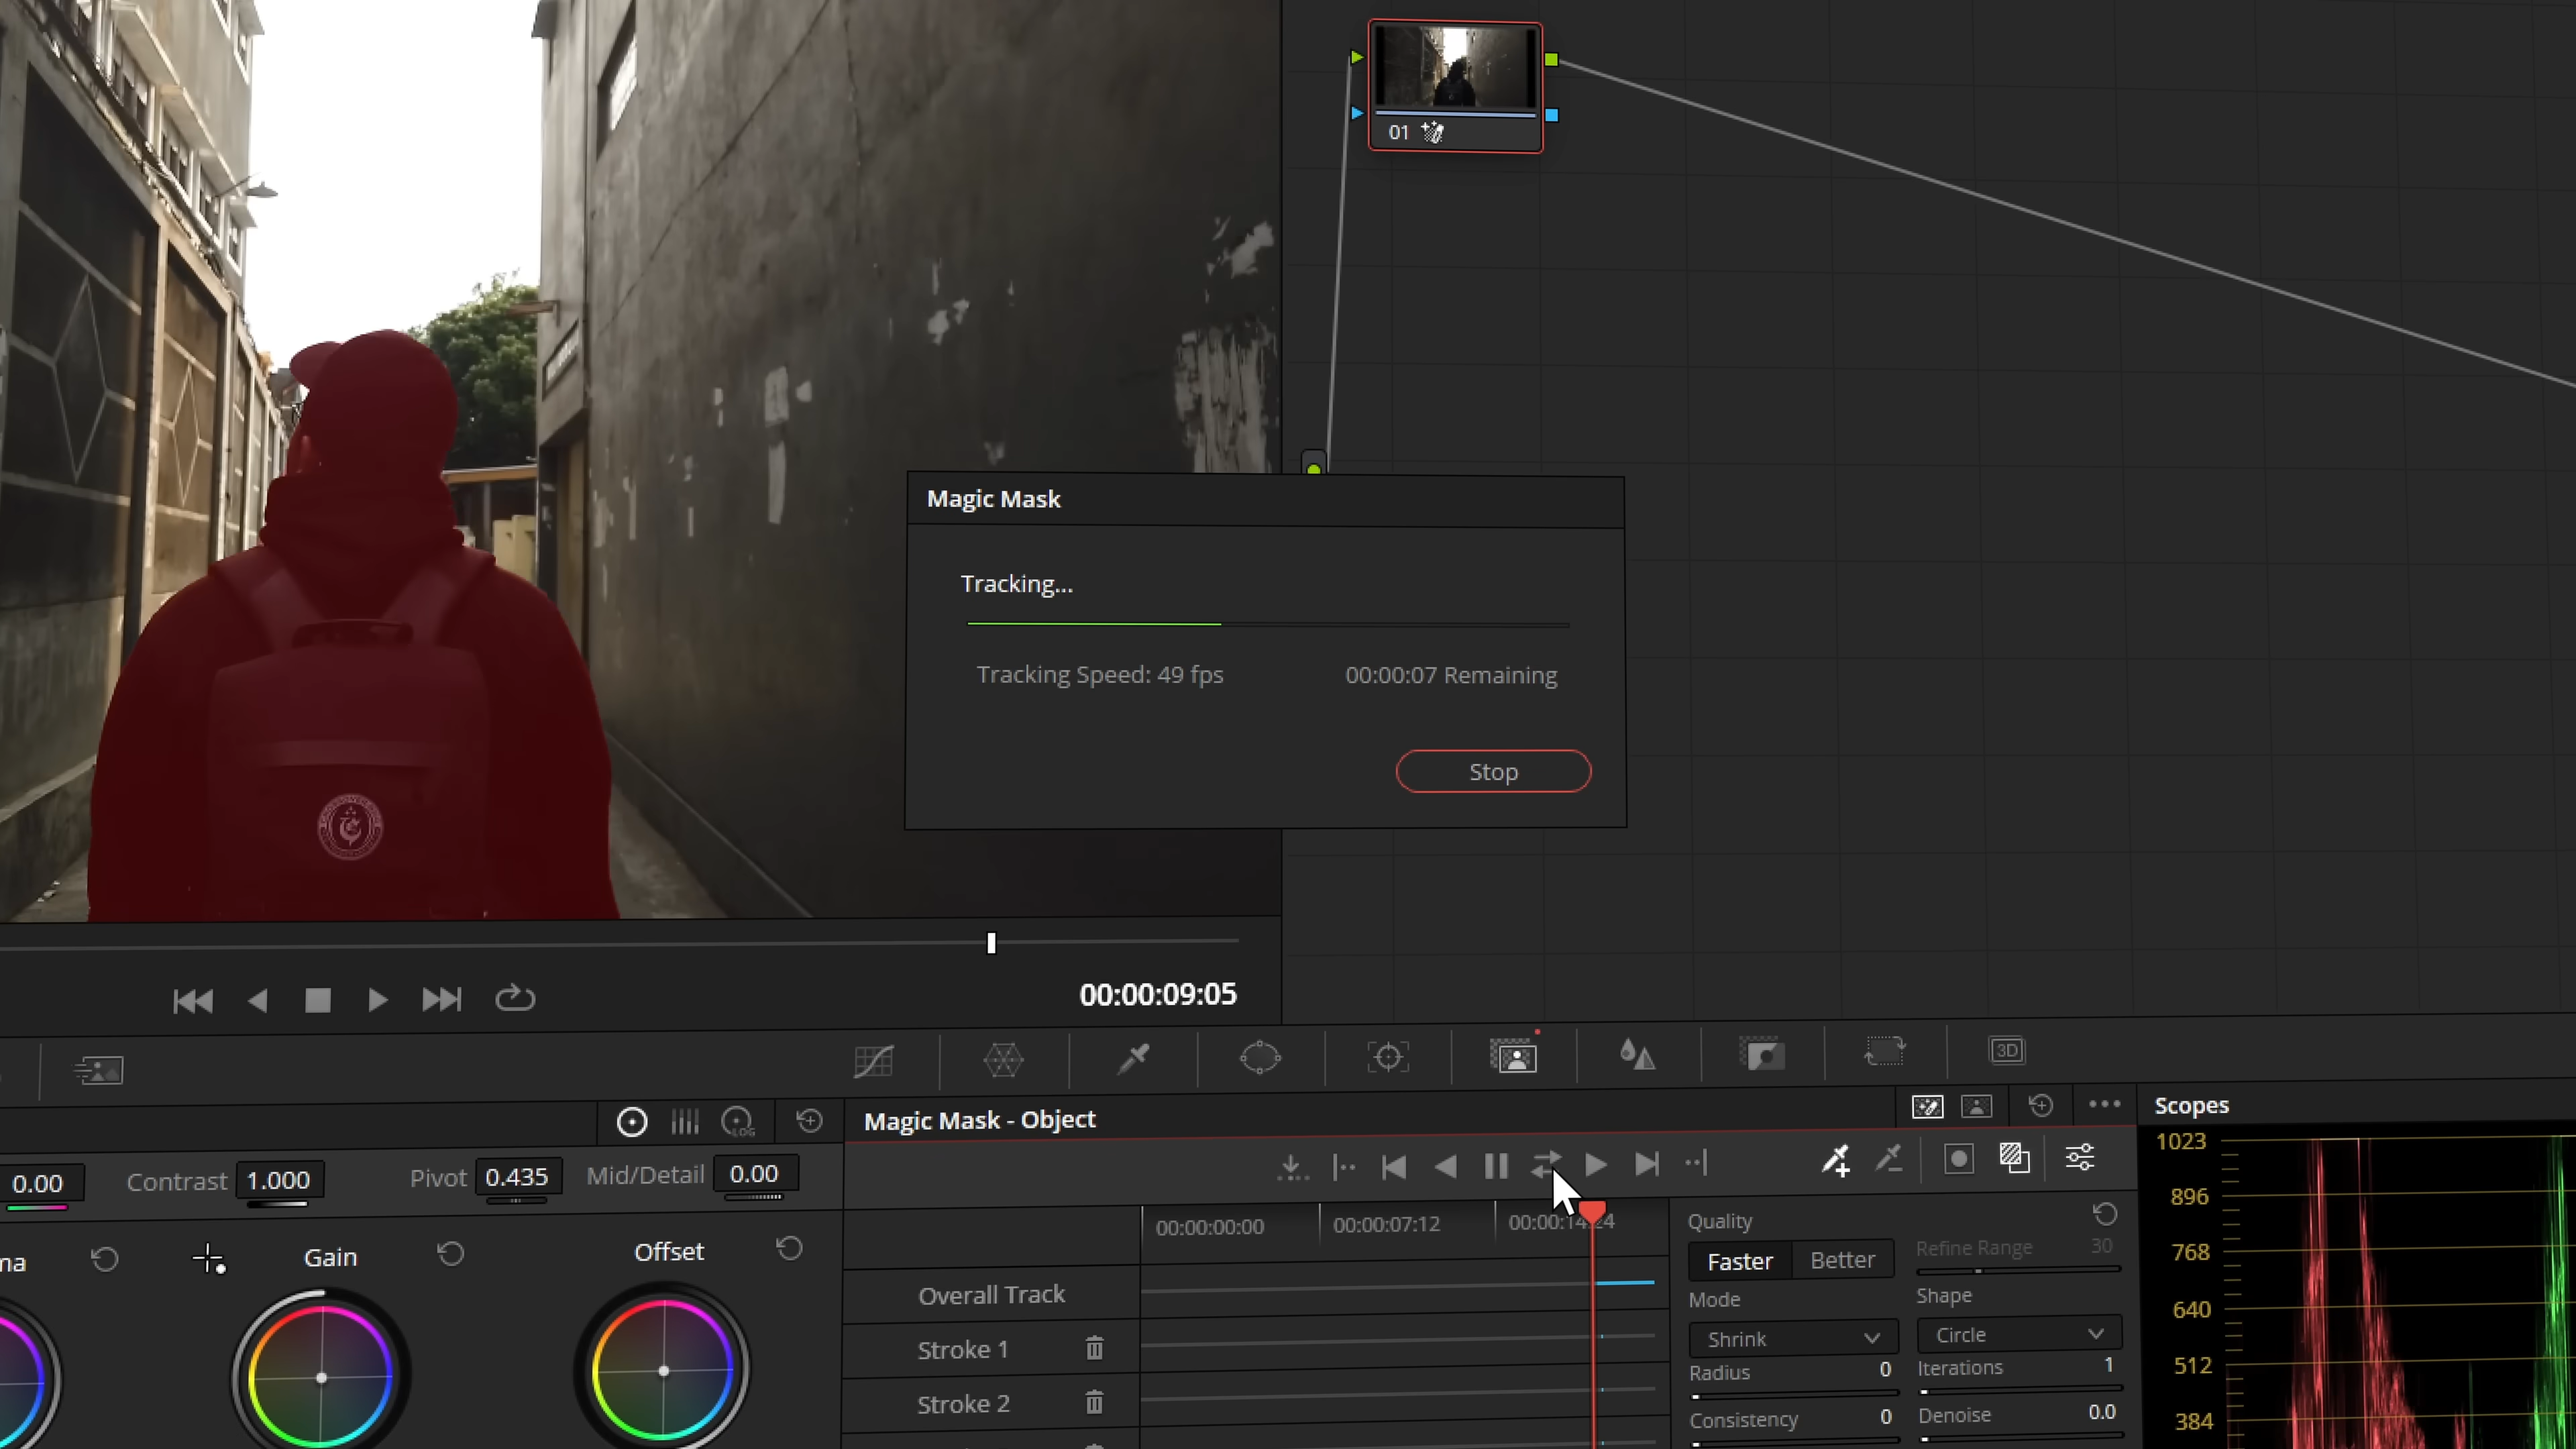 01
Magic Mask
Tracking...
Tracking Speed: 49 fps
00:00:07 Remaining
Stop
00:00:09:05
3D
LOG
Magic Mask - Object
Scopes
0.00
Contrast 1.000
Pivot 0.435
Mid/Detail 0.00
Gain
Offset
00:00:00:00
00:00:07:12
Overall Track
Stroke 1
Stroke 2
Quality
Faster
Better
Refine Range 30
Mode
Shape
Shrink
Circle
Radius 0
Iterations 1
Consistency 0
Denoise 0.0
1023
896
768
640
512
384